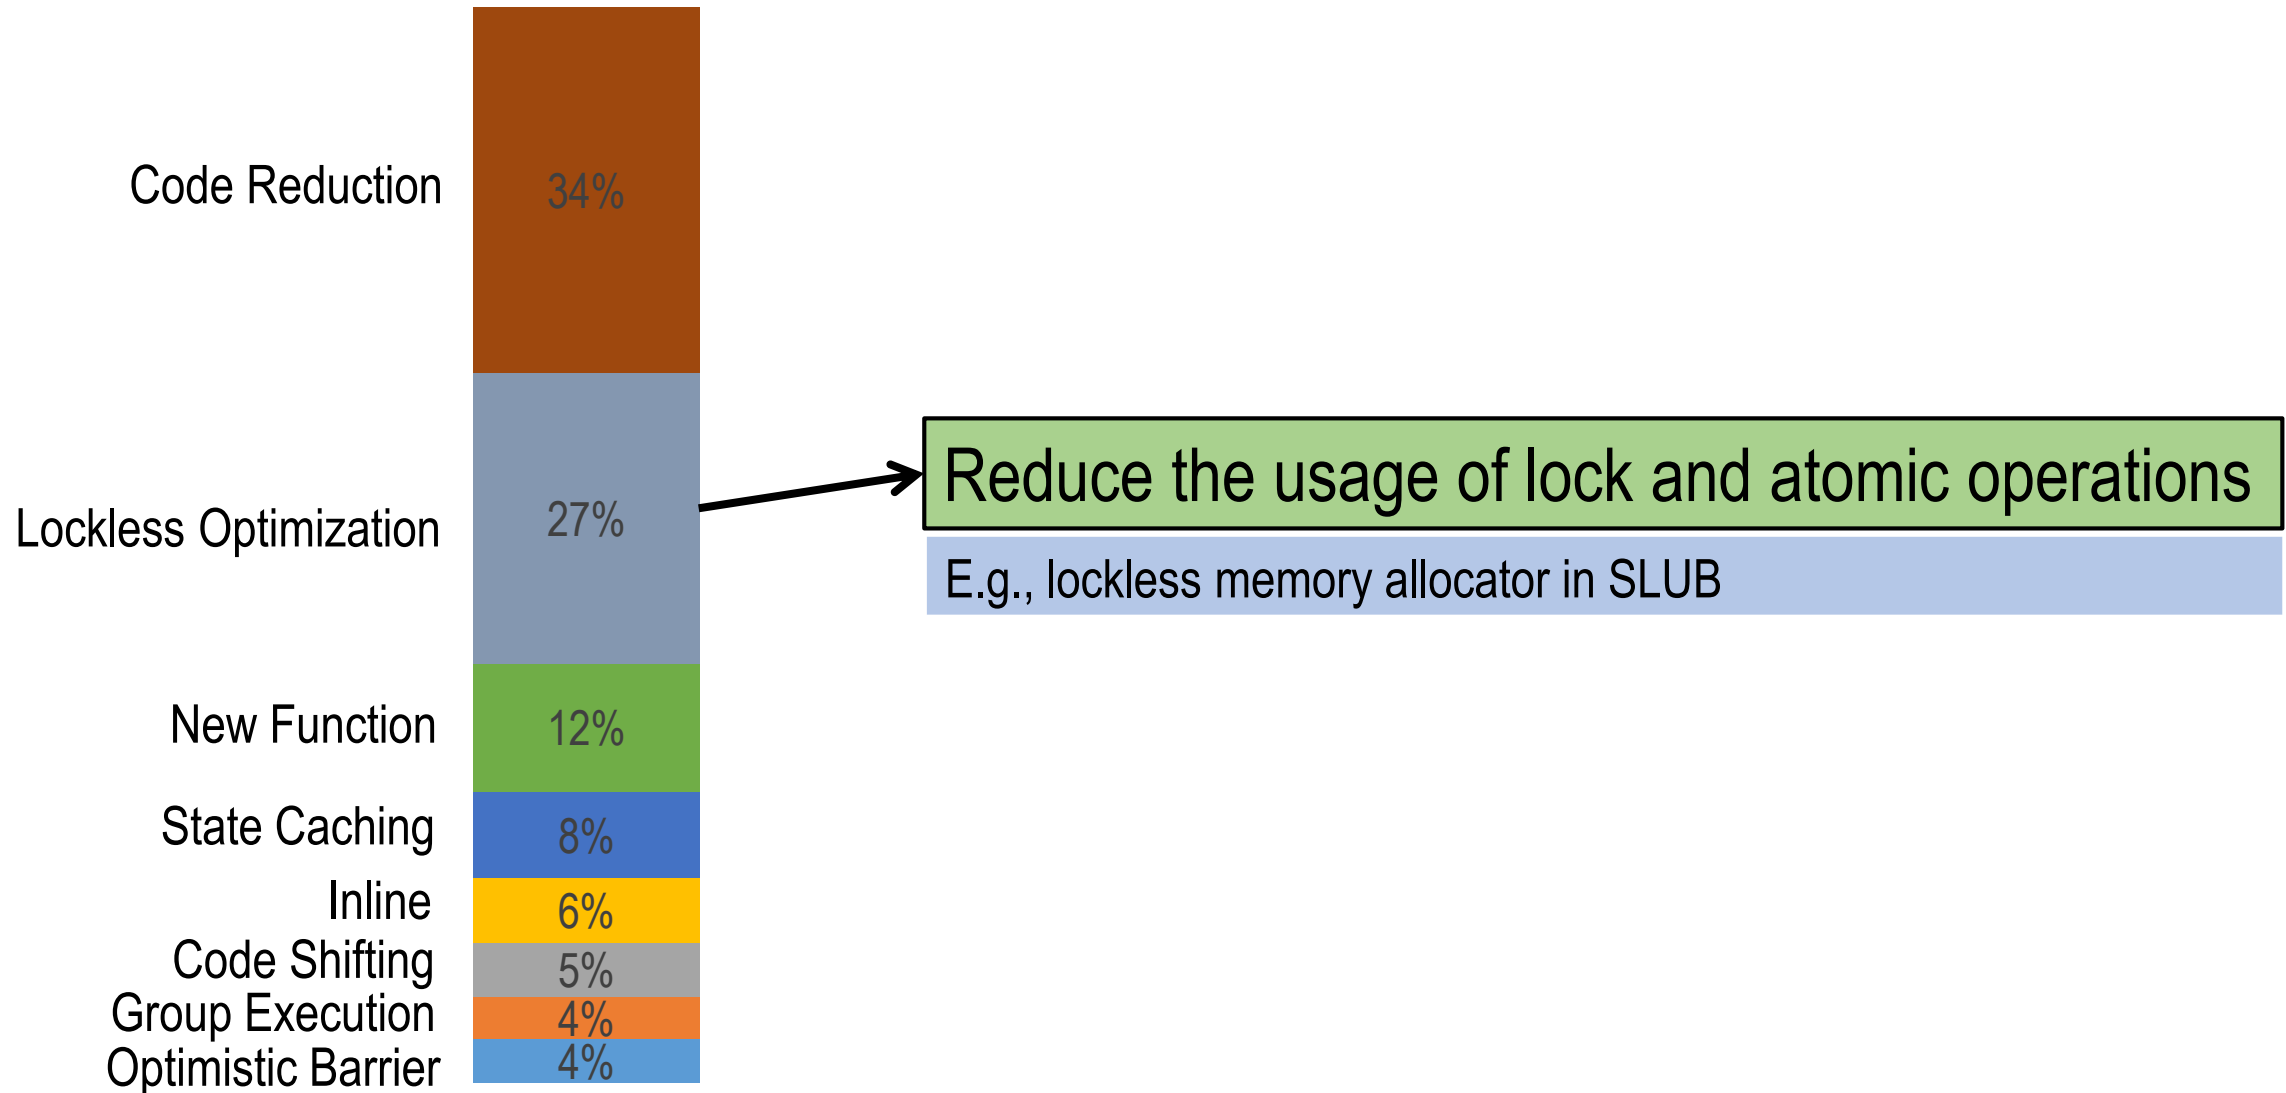 Code Reduction
34%
Lockless Optimization
27%
Reduce the usage of lock and atomic operations
E.g., lockless memory allocator in SLUB
New Function
12%
State Caching
8%
Inline
6%
Code Shifting
5%
Group Execution
4%
Optimistic Barrier
4%